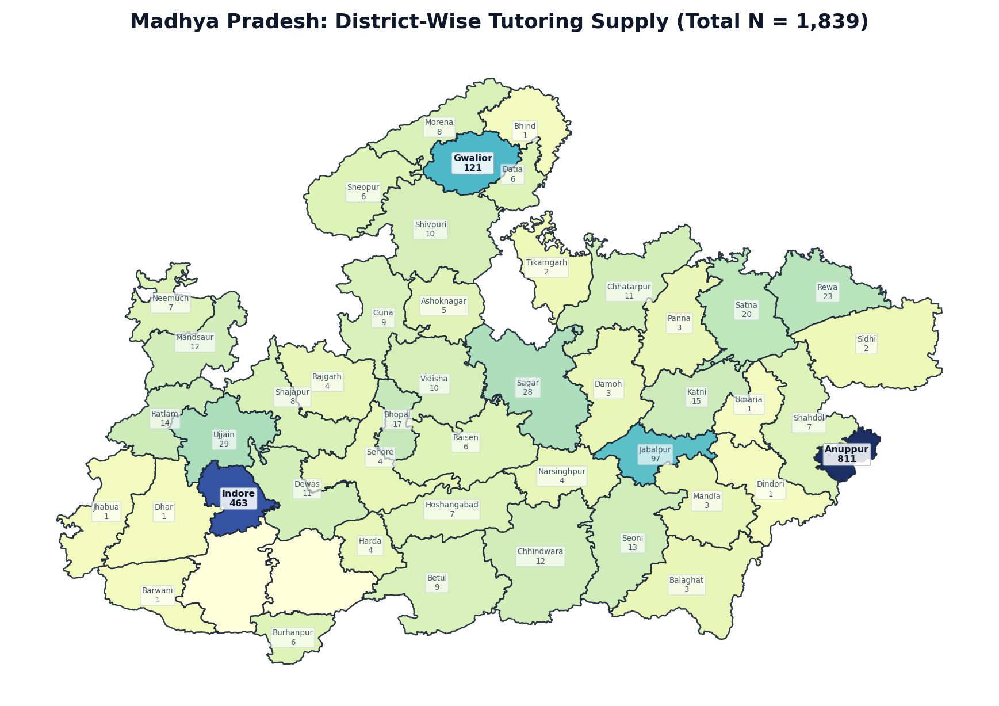 Madhya Pradesh: District-Wise Tutoring Supply (Total N = 1,839)
Morena
8
Bhind
1
Gwalior
121
Datia
6
Sheopur
6
Shivpuri
10
Tikamgarh
2
Chhatarpur
11
Rewa
23
Neemuch
7
Ashoknagar
5
Satna
20
Guna
9
Panna
3
Mandsaur
12
Sidhi
2
Rajgarh
4
Vidisha
10
Sagar
28
Damoh
3
Shajapur
8
Katni
15
Umaria
1
Ratlam
14
Bhopal
17
Shahdol
7
Ujjain
29
Raisen
6
Sehore
4
Jabalpur
97
Anuppur
811
Narsinghpur
4
Dewas
11
Dindori
1
Indore
463
Mandla
3
Jhabua
1
Dhar
1
Hoshangabad
7
Harda
4
Seoni
13
Chhindwara
12
Betul
9
Balaghat
3
Barwani
1
Burhanpur
6